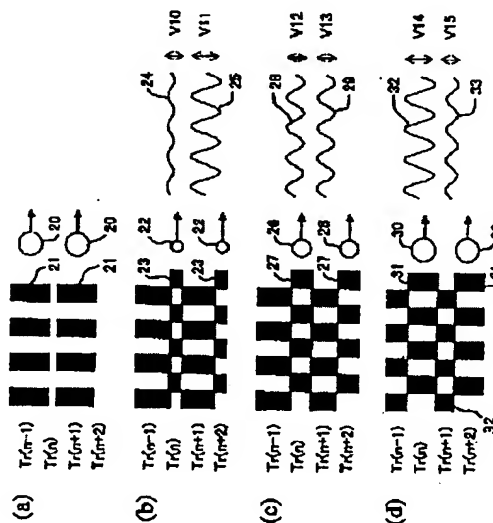 (a)
Tr(n-1)
Tr(n)
Tr(n+1)
Tr(n+2)
21
20
21
20
(b)
Tr(n-1)
Tr(n)
Tr(n+1)
Tr(n+2)
23
22
24
V10
23
22
25
V11
(c)
Tr(n-1)
Tr(n)
Tr(n+1)
Tr(n+2)
27
26
28
V12
27
29
V13
(d)
Tr(n-1)
Tr(n)
Tr(n+1)
Tr(n+2)
31
30
32
V14
33
V15
32